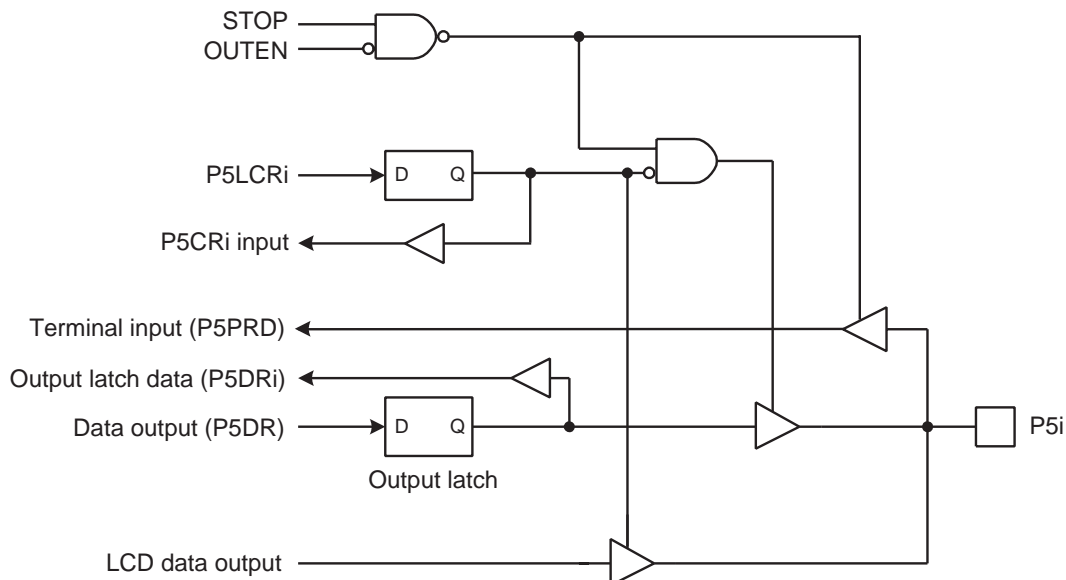 STOP
OUTEN
P5LCRi
D Q
P5CRi input
Terminal input (P5PRD)
Output latch data (P5DRi)
Data output (P5DR)
D Q
P5i
Output latch
LCD data output